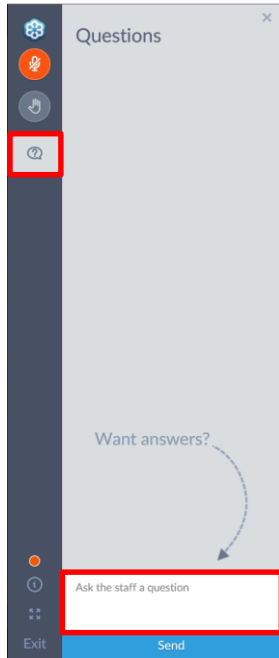 Questions
Want answers?
Ask the staff a question
Exit
Send